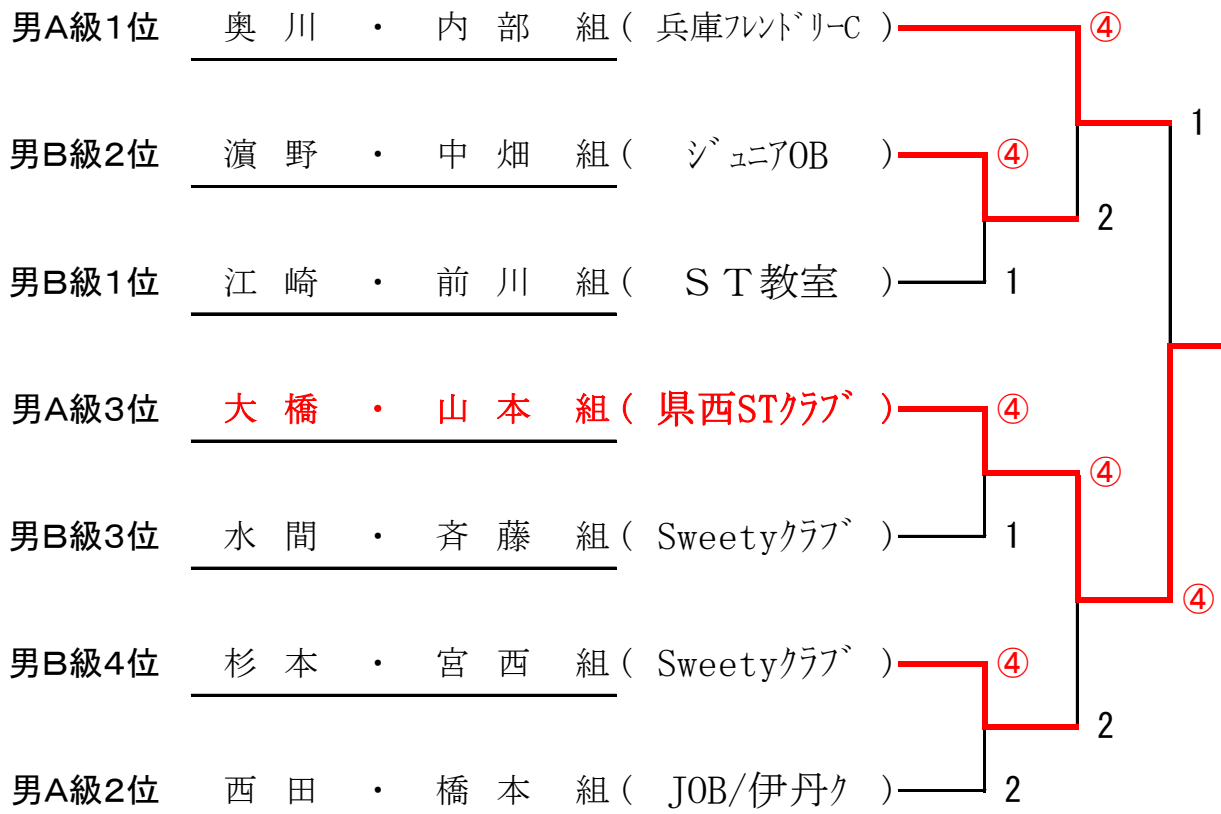 男A級1位 奥川・内部 組( 兵庫ﾌﾚﾝﾄﾞﾘｰC ) ④
1
男B級2位 濵野・中畑 組( ｼﾞｭﾆｱOB ) ④
2
男B級1位 江崎・前川 組( ＳＴ教室 ) 1
男A級3位 大橋・山本 組( 県西STｸﾗﾌﾞ ) ④
④
男B級3位 水間・斉藤 組( Sweetyｸﾗﾌﾞ ) 1
④
男B級4位 杉本・宮西 組( Sweetyｸﾗﾌﾞ ) ④
2
男A級2位 西田・橋本 組( JOB/伊丹ｸ ) 2